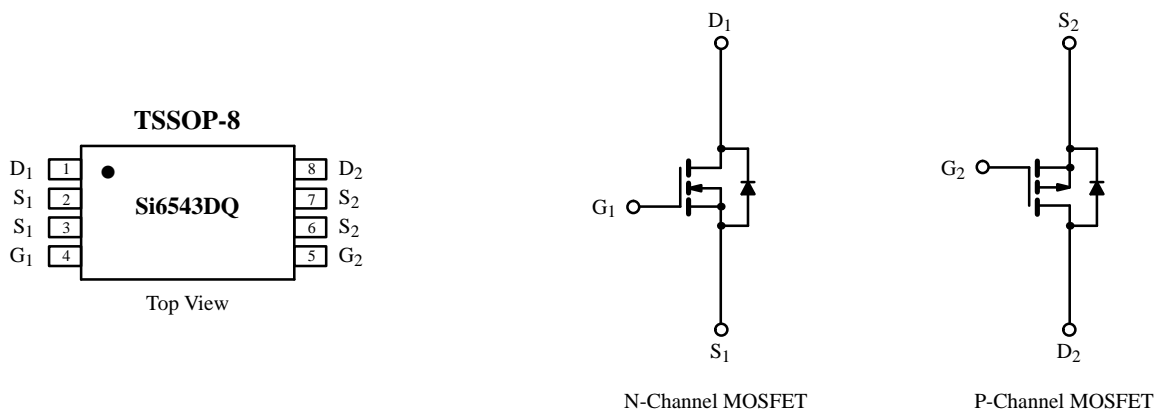 TSSOP-8
D1 1 8 D2
S1 2 7 S2
Si6543DQ
S1 3 6 S2
G1 4 5 G2
Top View
D1
G1
S1
N-Channel MOSFET
S2
G2
D2
P-Channel MOSFET